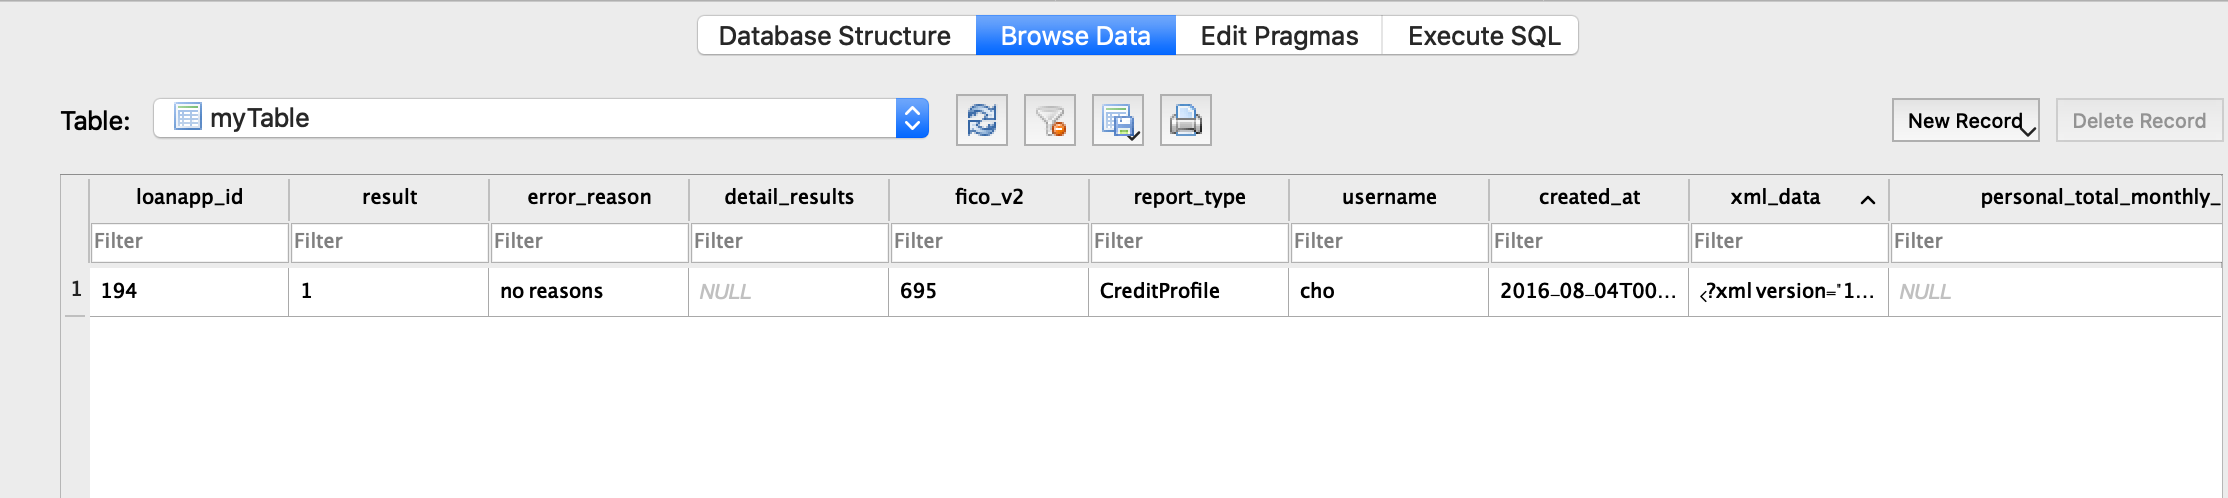 Database Structure Browse Data Edit Pragmas Execute SQL
Table: myTable New Record Delete Record
loanapp_id result error_reason detail_results fico_v2 report_type username created_at xml_data personal_total_monthly_
Filter Filter Filter Filter Filter Filter Filter Filter Filter Filter
1 194 1 no reasons NULL 695 CreditProfile cho 2016-08-04T00... <?xml version="1... NULL